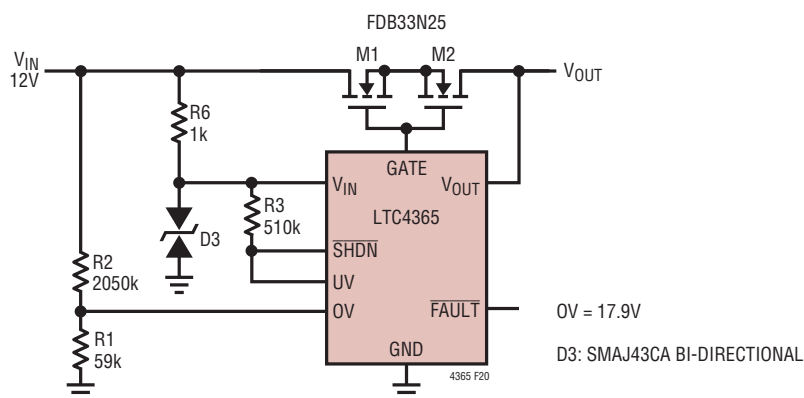 FDB33N25
M1 M2
VIN
12V
VOUT
R6
1k
GATE
VIN
VOUT
LTC4365
R3
510k
D3
SHDN
R2
2050k
UV
OV
FAULT
OV = 17.9V
R1
59k
GND
D3: SMAJ43CA BI-DIRECTIONAL
4365 F20